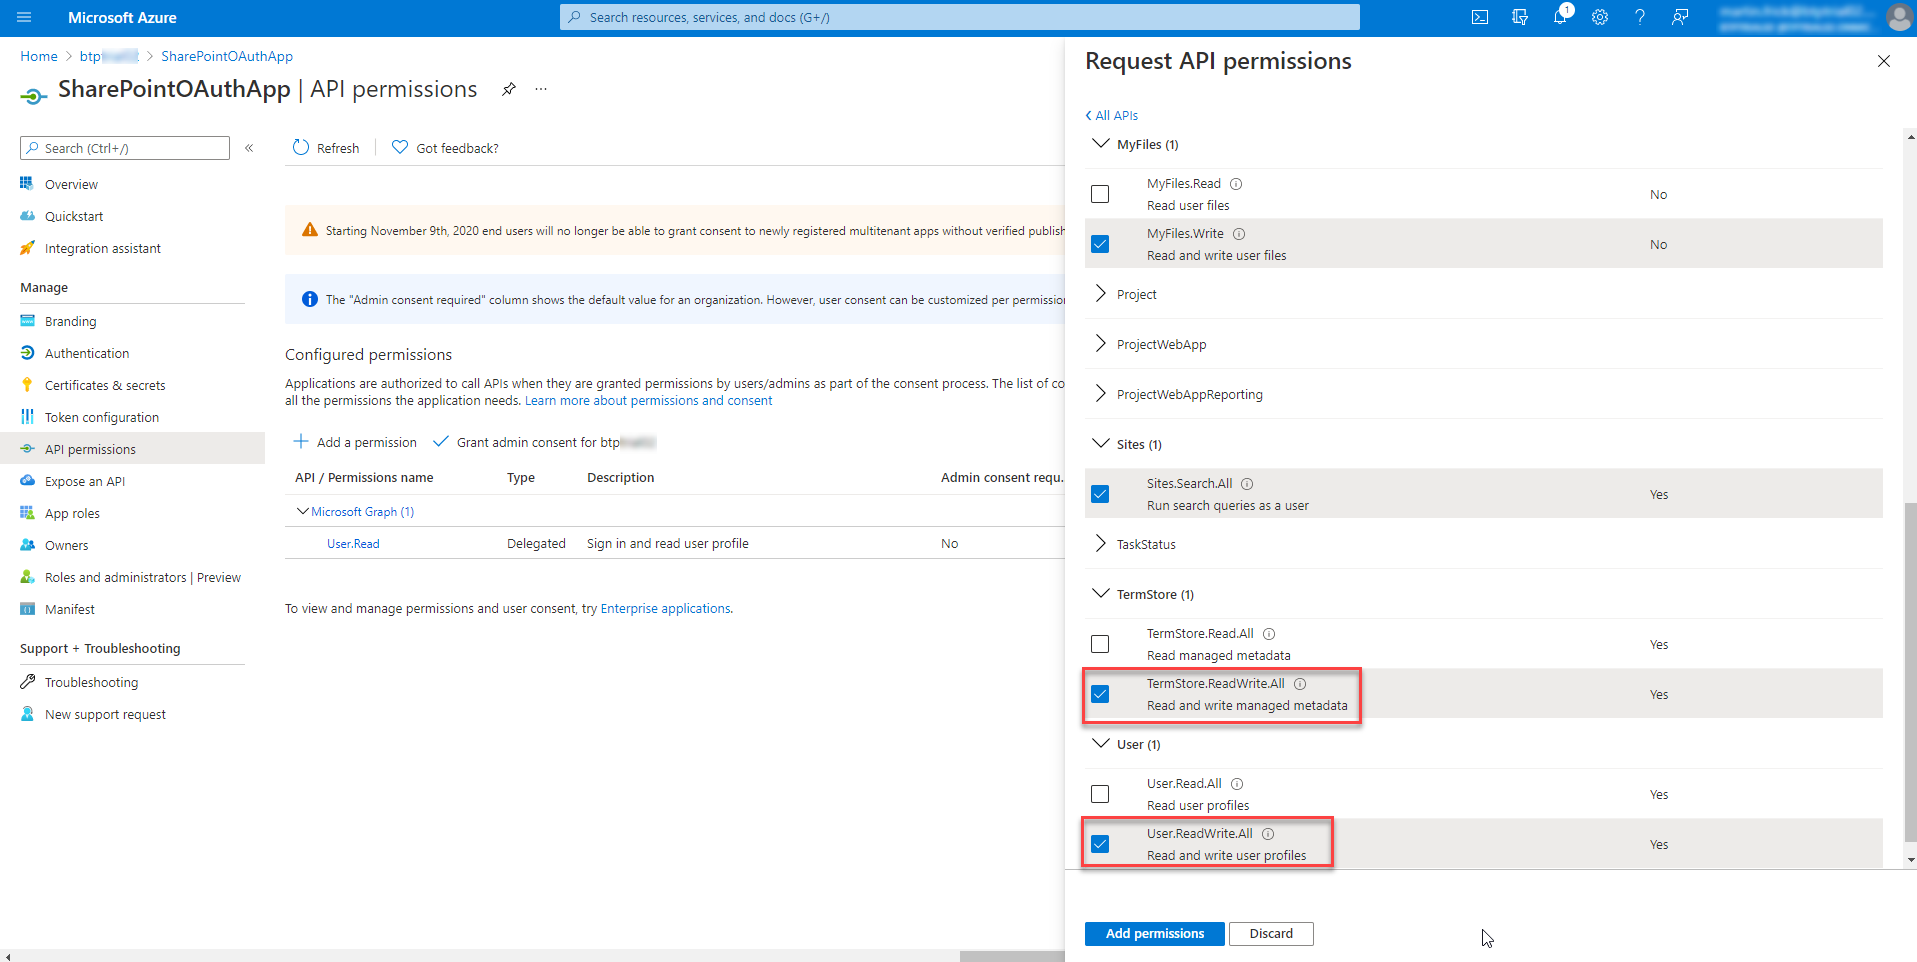 Microsoft Azure
Search resources, services, and docs (G+/)
1
Home > btp > SharePointOAuthApp
SharePointOAuthApp | API permissions
Search (Ctrl+/)
Overview
Quickstart
Integration assistant
Manage
Branding
Authentication
Certificates & secrets
Token configuration
API permissions
Expose an API
App roles
Owners
Roles and administrators | Preview
Manifest
Support + Troubleshooting
Troubleshooting
New support request
Refresh
Got feedback?
Starting November 9th, 2020 end users will no longer be able to grant consent to newly registered multitenant apps without verified publish
The "Admin consent required" column shows the default value for an organization. However, user consent can be customized per permission
Configured permissions
Applications are authorized to call APIs when they are granted permissions by users/admins as part of the consent process. The list of co
all the permissions the application needs. Learn more about permissions and consent
Add a permission
Grant admin consent for btp
API / Permissions name Type Description Admin consent requ.
Microsoft Graph (1)
User.Read Delegated Sign in and read user profile No
To view and manage permissions and user consent, try Enterprise applications.
Request API permissions
All APIs
MyFiles (1)
MyFiles.Read
Read user files
No
MyFiles.Write
Read and write user files
No
Project
ProjectWebApp
ProjectWebAppReporting
Sites (1)
Sites.Search.All
Run search queries as a user
Yes
TaskStatus
TermStore (1)
TermStore.Read.All
Read managed metadata
Yes
TermStore.ReadWrite.All
Read and write managed metadata
Yes
User (1)
User.Read.All
Read user profiles
Yes
User.ReadWrite.All
Read and write user profiles
Yes
Add permissions
Discard